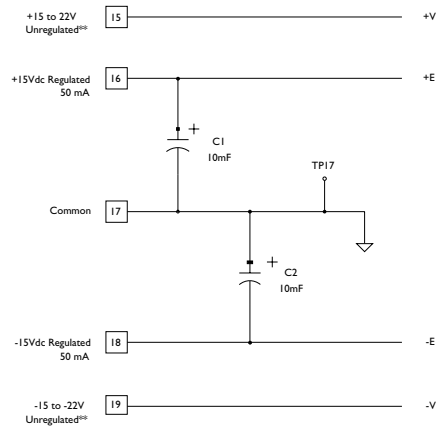 +15 to 22V
Unregulated**
15
+V
+15Vdc Regulated
50 mA
16
+E
+
C1
10mF
TP17
Common
17
+
C2
10mF
-15Vdc Regulated
50 mA
18
-E
-15 to -22V
Unregulated**
19
-V